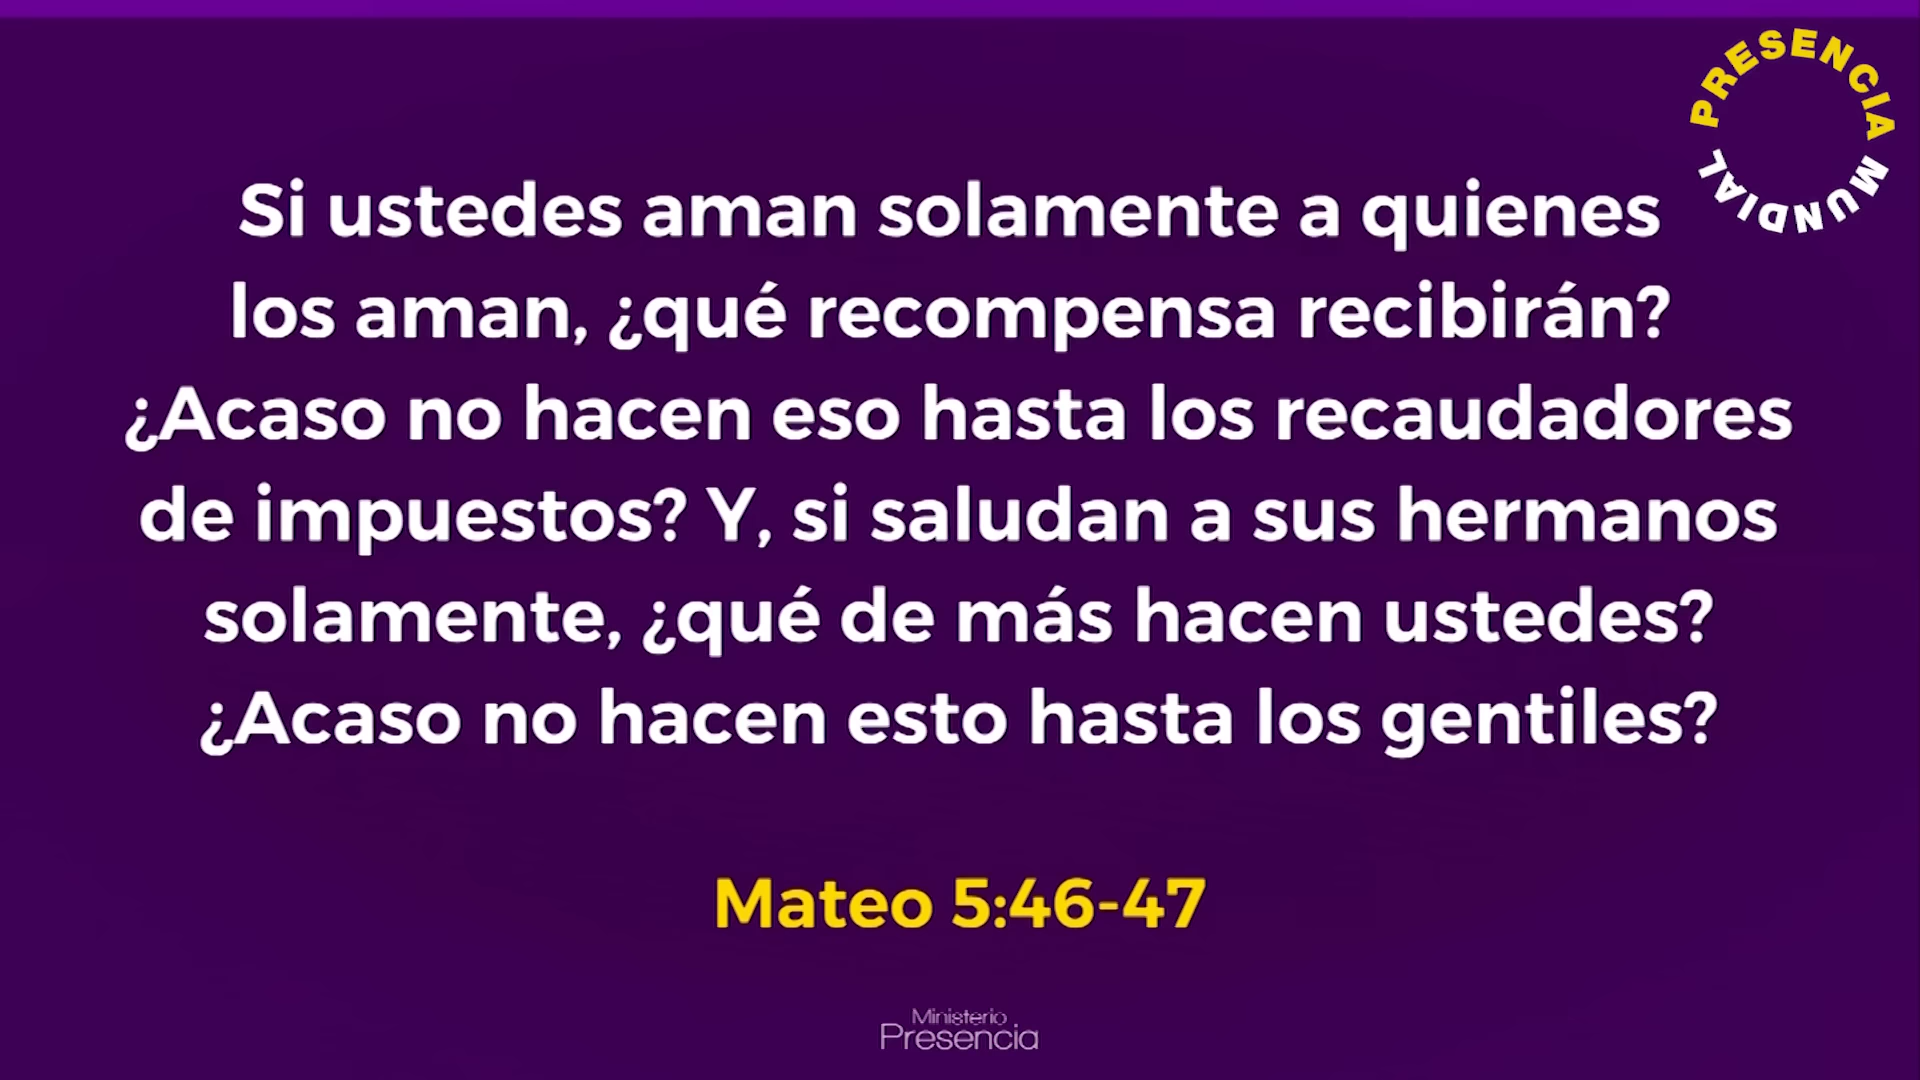 PRESENCIA MUNDIAL
Si ustedes aman solamente a quienes
los aman, ¿qué recompensa recibirán?
¿Acaso no hacen eso hasta los recaudadores
de impuestos? Y, si saludan a sus hermanos
solamente, ¿qué de más hacen ustedes?
¿Acaso no hacen esto hasta los gentiles?
Mateo 5:46-47
Ministerio
Presencia